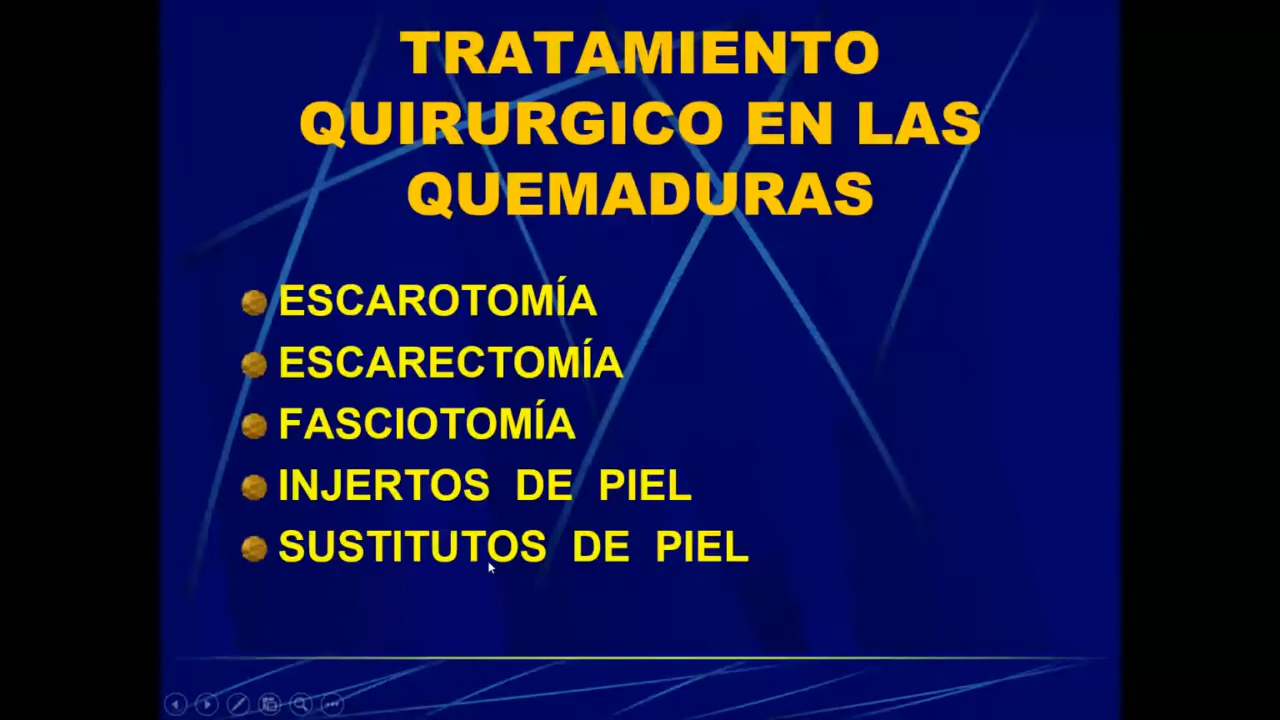 TRATAMIENTO
QUIRURGICO EN LAS
QUEMADURAS
ESCAROTOMÍA
ESCARECTOMÍA
FASCIOTOMÍA
INJERTOS DE PIEL
SUSTITUTOS DE PIEL